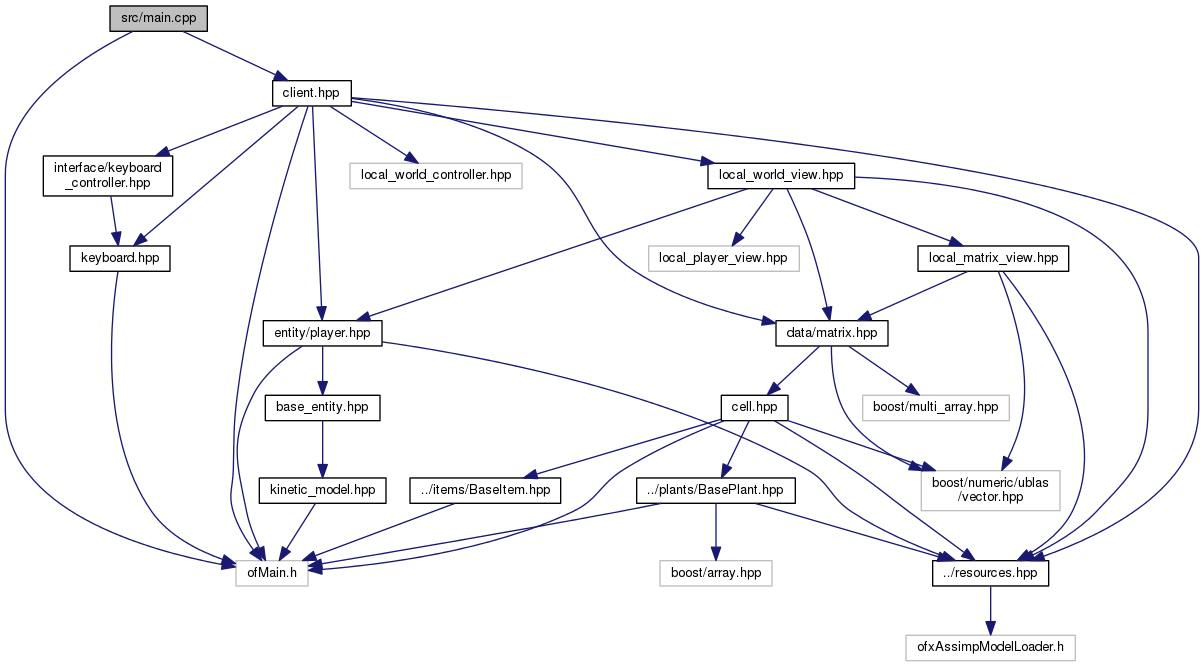 src/main.cpp
client.hpp
interface/keyboard
_controller.hpp
local_world_controller.hpp
local_world_view.hpp
keyboard.hpp
local_player_view.hpp
local_matrix_view.hpp
entity/player.hpp
data/matrix.hpp
base_entity.hpp
cell.hpp
boost/multi_array.hpp
kinetic_model.hpp
../items/BaseItem.hpp
../plants/BasePlant.hpp
boost/numeric/ublas
/vector.hpp
ofMain.h
boost/array.hpp
../resources.hpp
ofxAssimpModelLoader.h